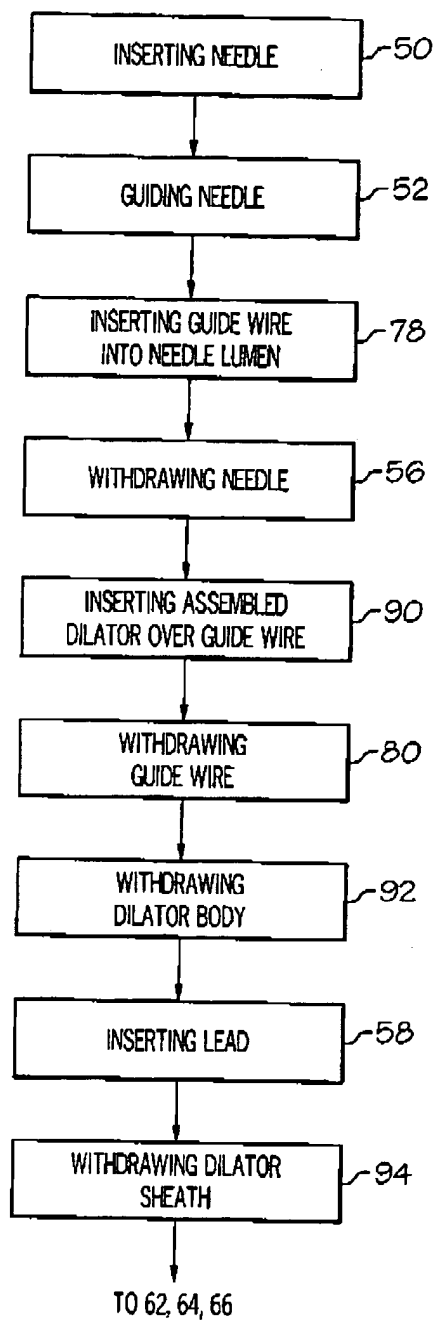 INSERTING NEEDLE
50
GUIDING NEEDLE
52
INSERTING GUIDE WIRE
INTO NEEDLE LUMEN
78
WITHDRAWING NEEDLE
56
INSERTING ASSEMBLED
DILATOR OVER GUIDE WIRE
90
WITHDRAWING
GUIDE WIRE
80
WITHDRAWING
DILATOR BODY
92
INSERTING LEAD
58
WITHDRAWING DILATOR
SHEATH
94
TO 62, 64, 66